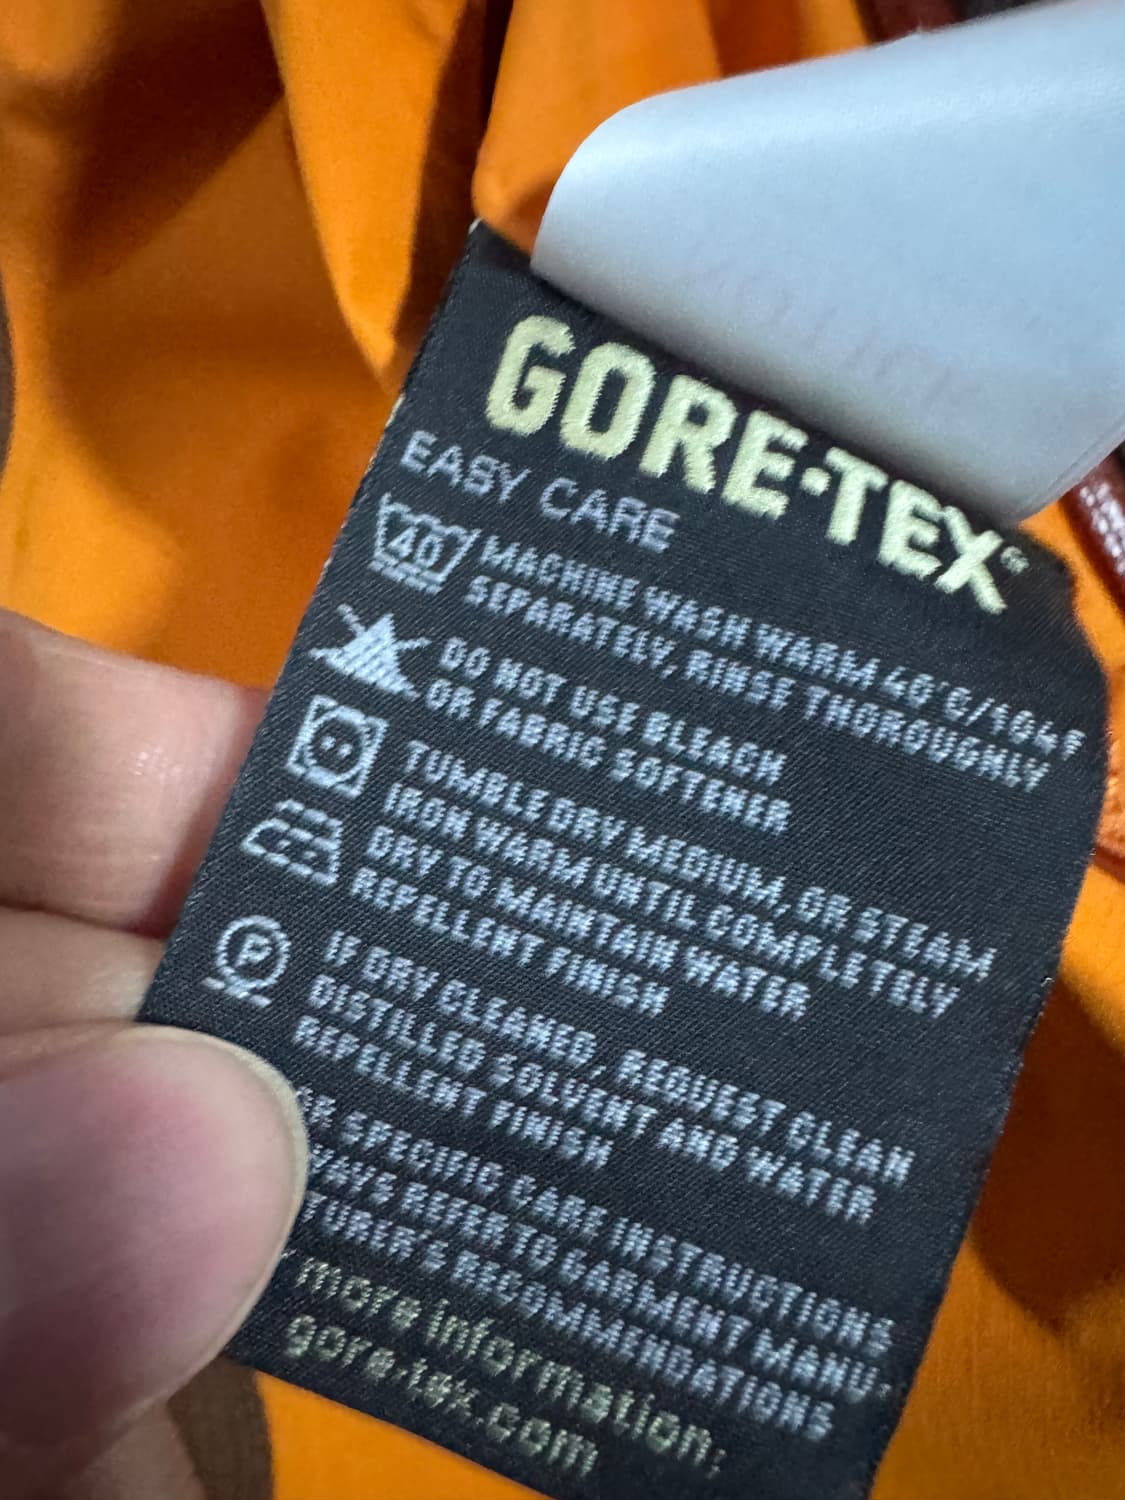 GORE-TEX®
EASY CARE
40 MACHINE WASH WARM 40°C/104°F
SEPARATELY, RINSE THOROUGHLY
DO NOT USE BLEACH
OR FABRIC SOFTENER
TUMBLE DRY MEDIUM, OR STEAM
IRON WARM UNTIL COMPLETELY
DRY TO MAINTAIN WATER
REPELLENT FINISH
P IF DRY CLEANED, REQUEST CLEAN
DISTILLED SOLVENT AND WATER
REPELLENT FINISH
SPECIFIC CARE INSTRUCTIONS
REFER TO GARMENT MANU-
TURER'S RECOMMENDATIONS
more information:
gore-tex.com